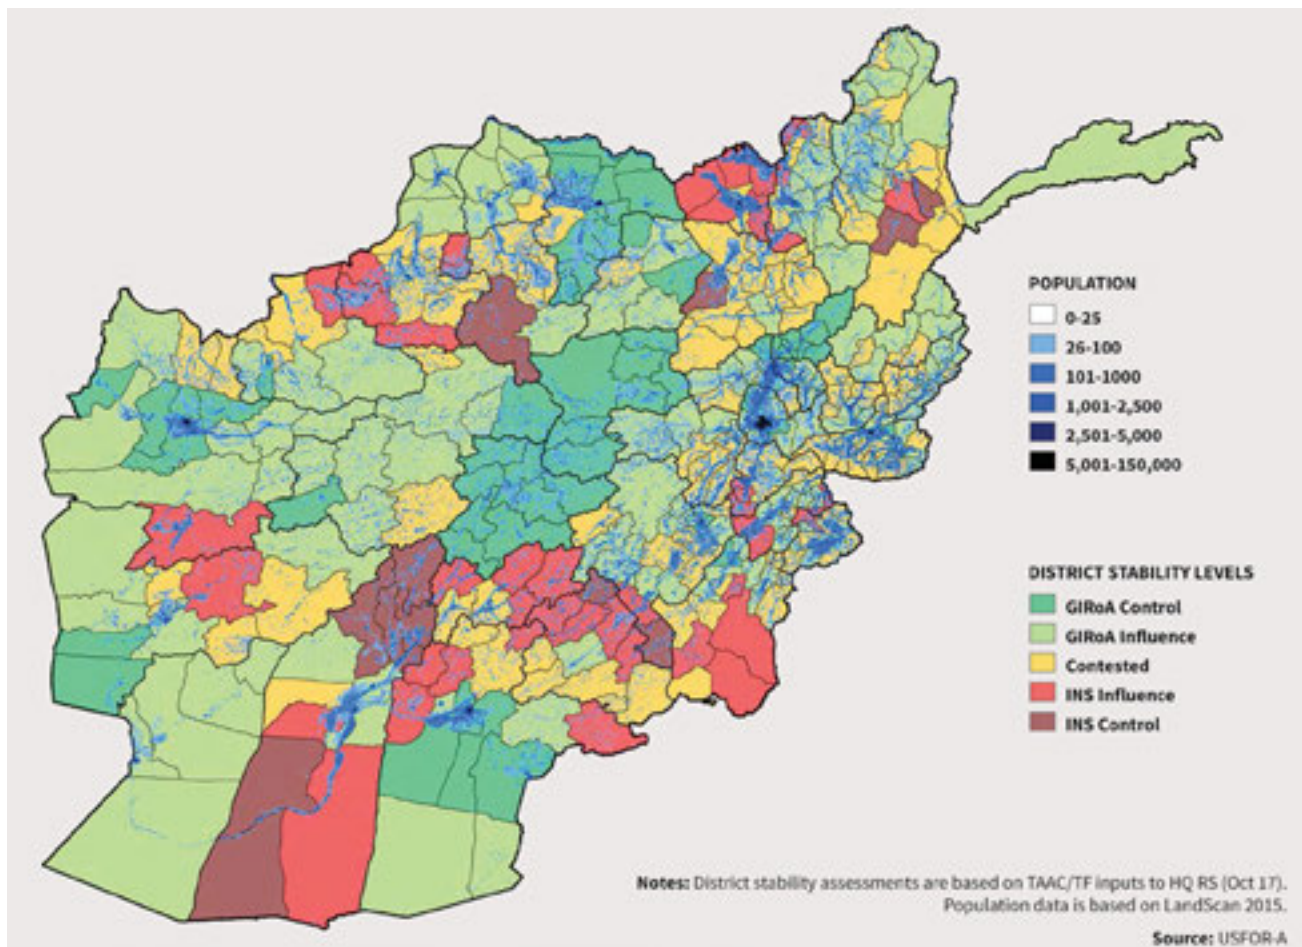 POPULATION
0-25
26-100
101-1000
1,001-2,500
2,501-5,000
5,001-150,000
DISTRICT STABILITY LEVELS
GIRoA Control
GIRoA Influence
Contested
INS Influence
INS Control
Notes: District stability assessments are based on TAAC/TF inputs to HQ RS (Oct 17).
Population data is based on LandScan 2015.
Source: USFOR-A